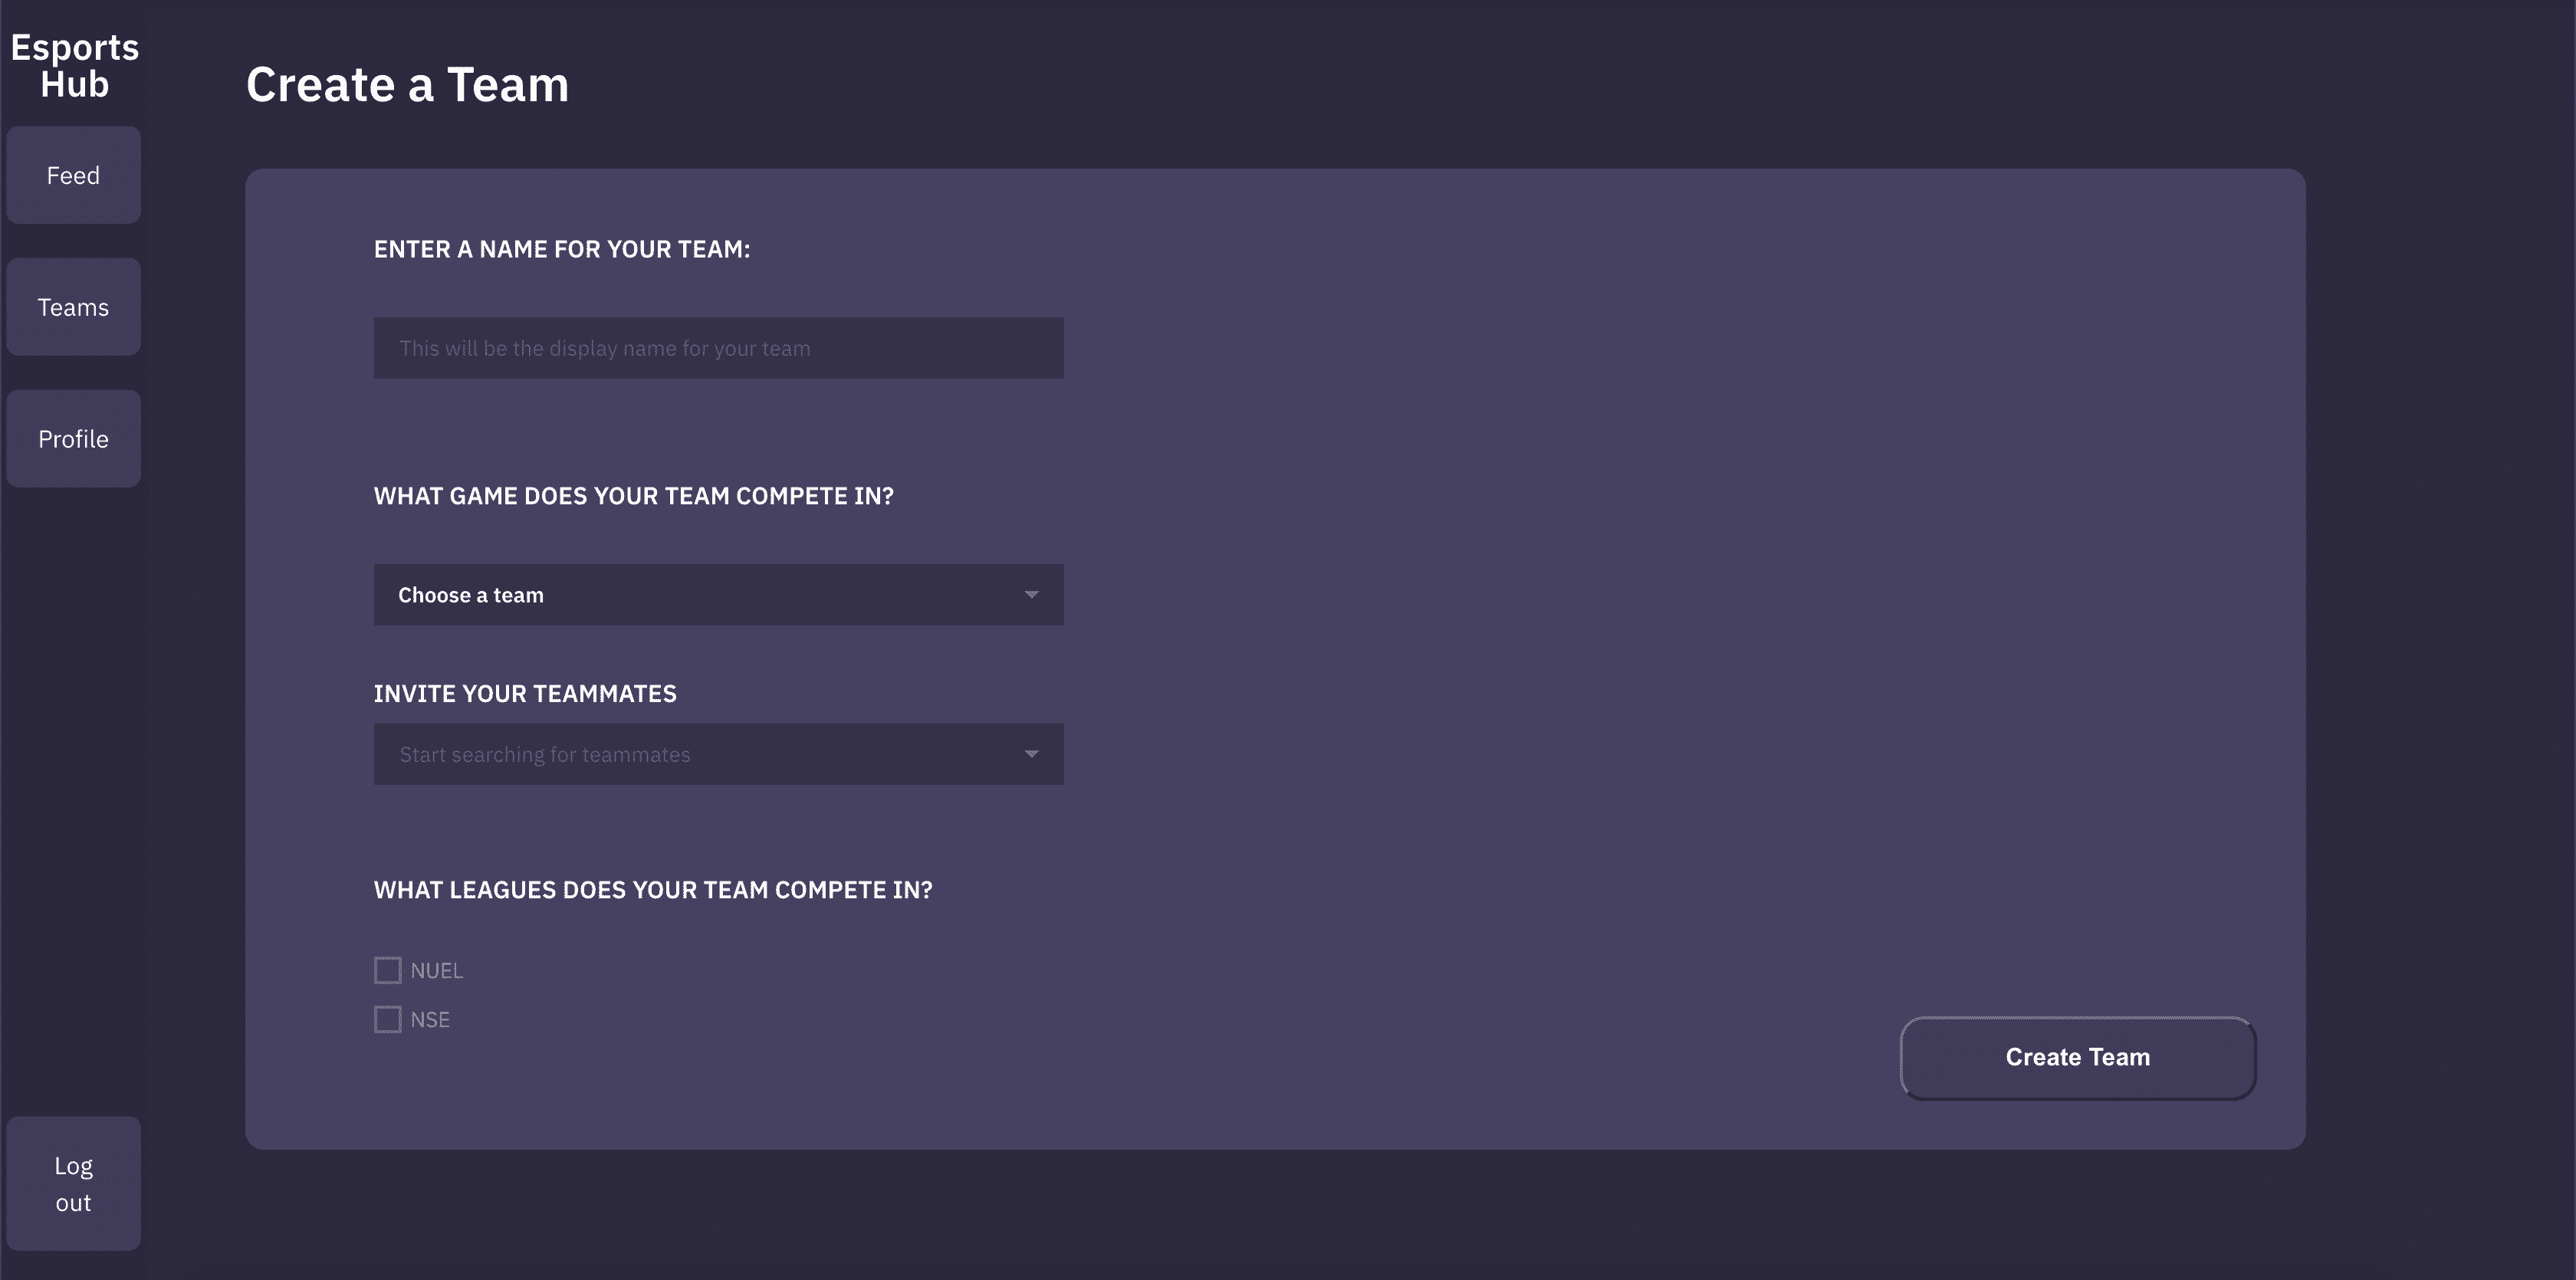 Esports
Hub
Feed
Teams
Profile
Log
out
Create a Team
ENTER A NAME FOR YOUR TEAM:
This will be the display name for your team
WHAT GAME DOES YOUR TEAM COMPETE IN?
Choose a team
INVITE YOUR TEAMMATES
Start searching for teammates
WHAT LEAGUES DOES YOUR TEAM COMPETE IN?
NUEL
NSE
Create Team